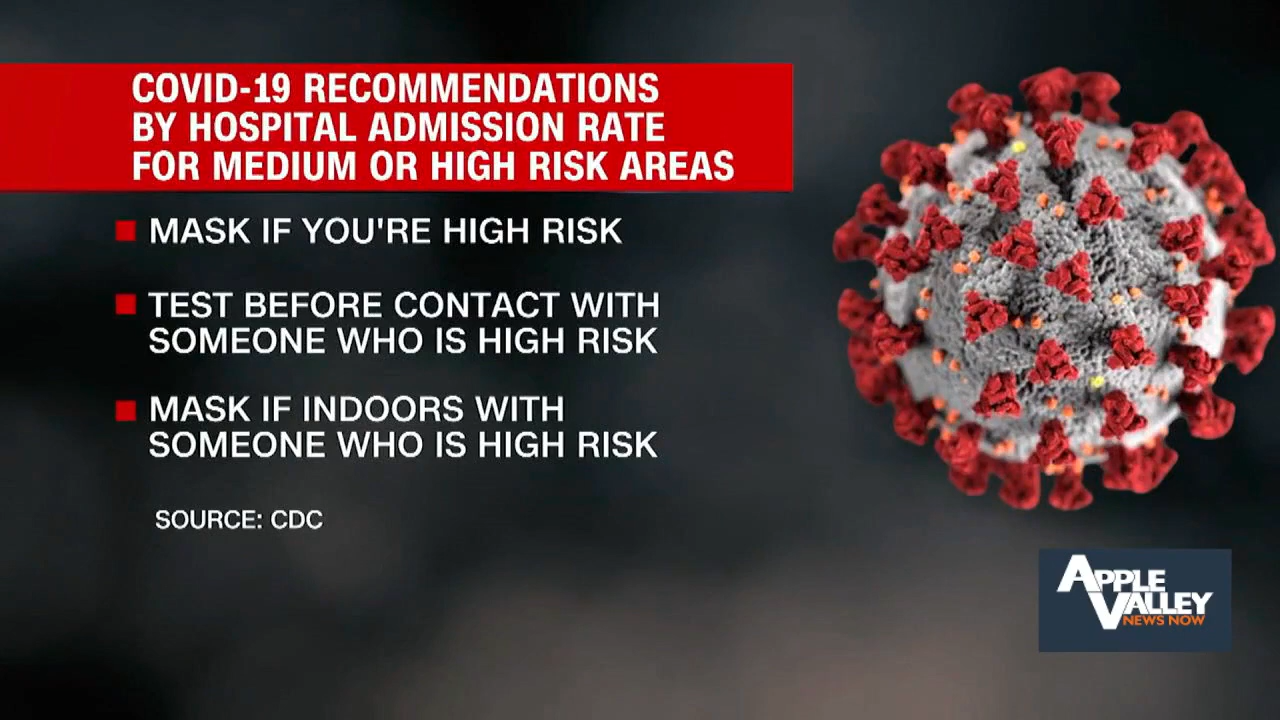 COVID-19 RECOMMENDATIONS
BY HOSPITAL ADMISSION RATE
FOR MEDIUM OR HIGH RISK AREAS
MASK IF YOU'RE HIGH RISK
TEST BEFORE CONTACT WITH
SOMEONE WHO IS HIGH RISK
MASK IF INDOORS WITH
SOMEONE WHO IS HIGH RISK
SOURCE: CDC
APPLE
VALLEY
NEWS NOW